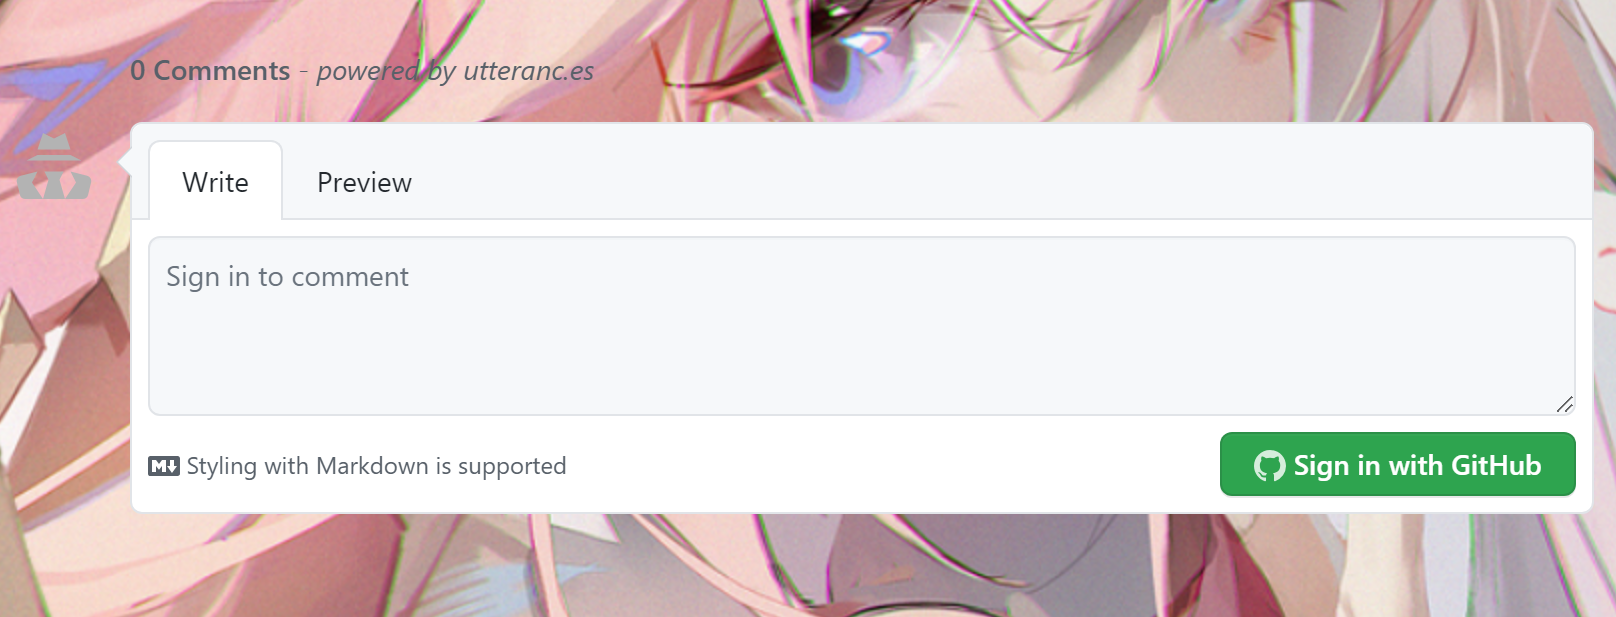 0 Comments - powered by utteranc.es
Write Preview
Sign in to comment
M Styling with Markdown is supported
Sign in with GitHub